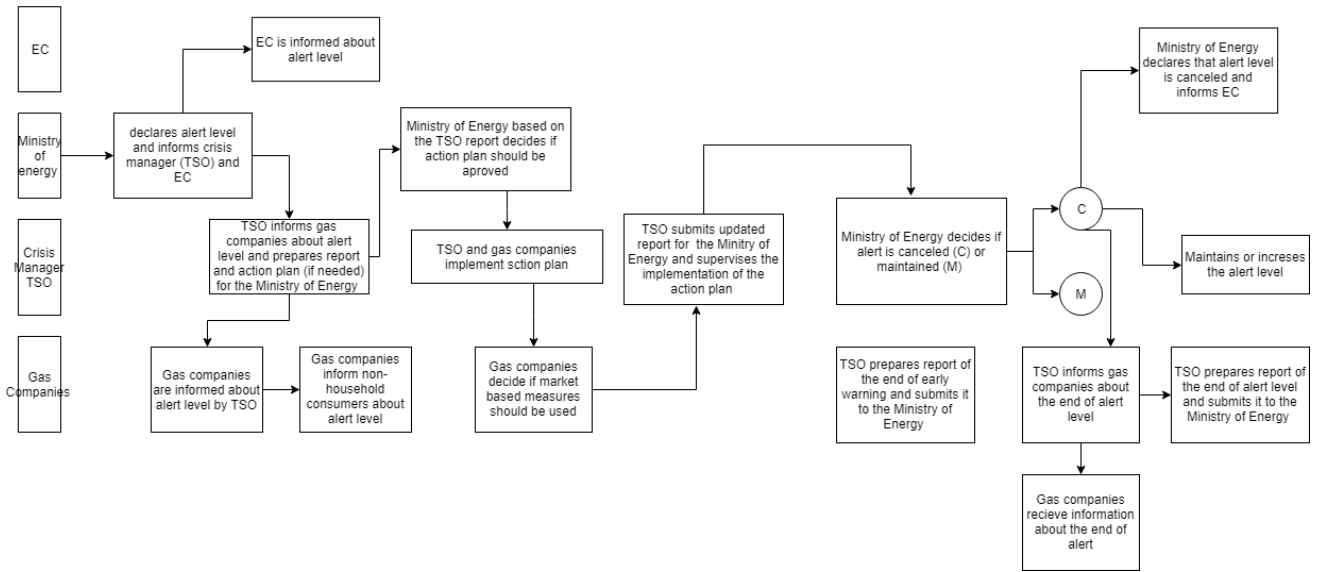 EC
Ministry
of
energy
Crisis
Manager
TSO
Gas
Companies
EC is informed about
alert level
declares alert level
and informs crisis
manager (TSO) and
EC
TSO informs gas
companies about alert
level and prepares report
and action plan (if needed)
for the Ministry of Energy
Gas companies
are informed about
alert level by TSO
Gas companies
inform non-
household
consumers about
alert level
Ministry of Energy based on
the TSO report decides if
action plan should be
aproved
TSO and gas companies
implement sction plan
Gas companies
decide if market
based measures
should be used
TSO submits updated
report for the Minitry of
Energy and supervises the
implementation of the
action plan
Ministry of Energy decides if
alert is canceled (C) or
maintained (M)
C
M
Ministry of Energy
declares that alert level
is canceled and
informs EC
Maintains or increses
the alert level
TSO prepares report of
the end of early
warning and submits it
to the Ministry of
Energy
TSO informs gas
companies about the
end of alert
level
TSO prepares report of
the end of alert level
and submits it to the
Ministry of Energy
Gas companies
recieve information
about the end of
alert